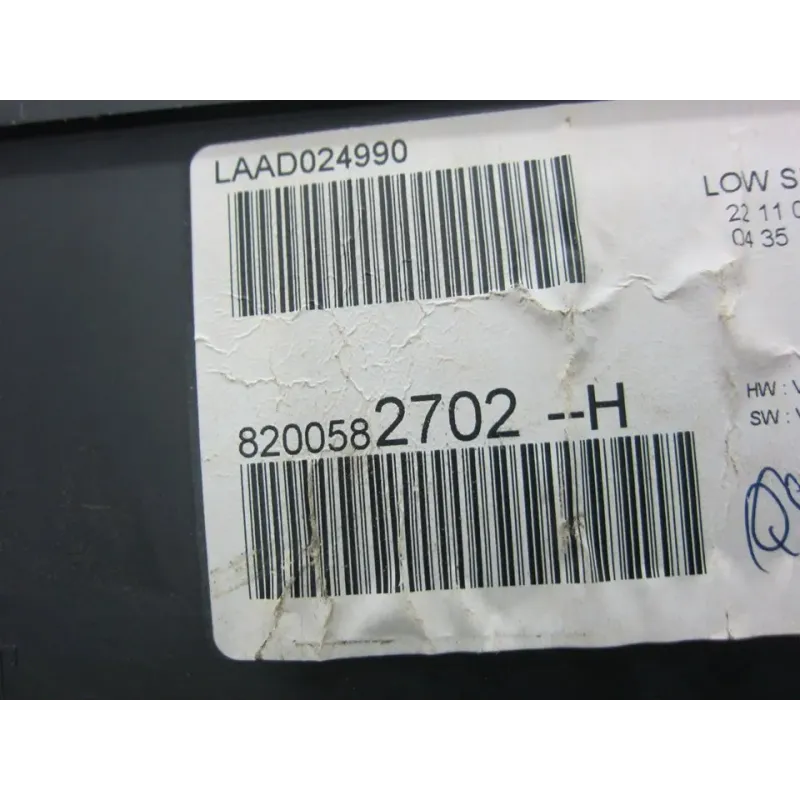 LAAD024990
LOW S
22 11 0
04 35
8200582702 --H
HW : V
SW : V